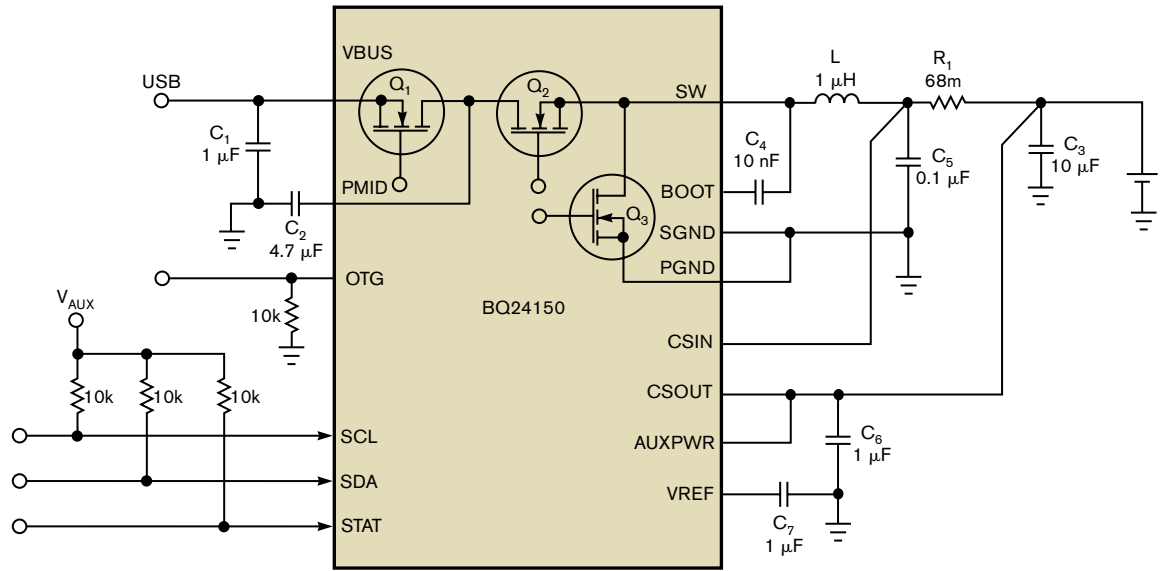 VBUS
USB
Q1
Q2
SW
L
1 μH
R1
68m
C1
1 μF
C4
10 nF
C5
0.1 μF
C3
10 μF
PMID
BOOT
Q3
C2
4.7 μF
SGND
PGND
OTG
VAUX
10k
BQ24150
CSIN
10k
10k
10k
CSOUT
SCL
AUXPWR
C6
1 μF
SDA
VREF
STAT
C7
1 μF